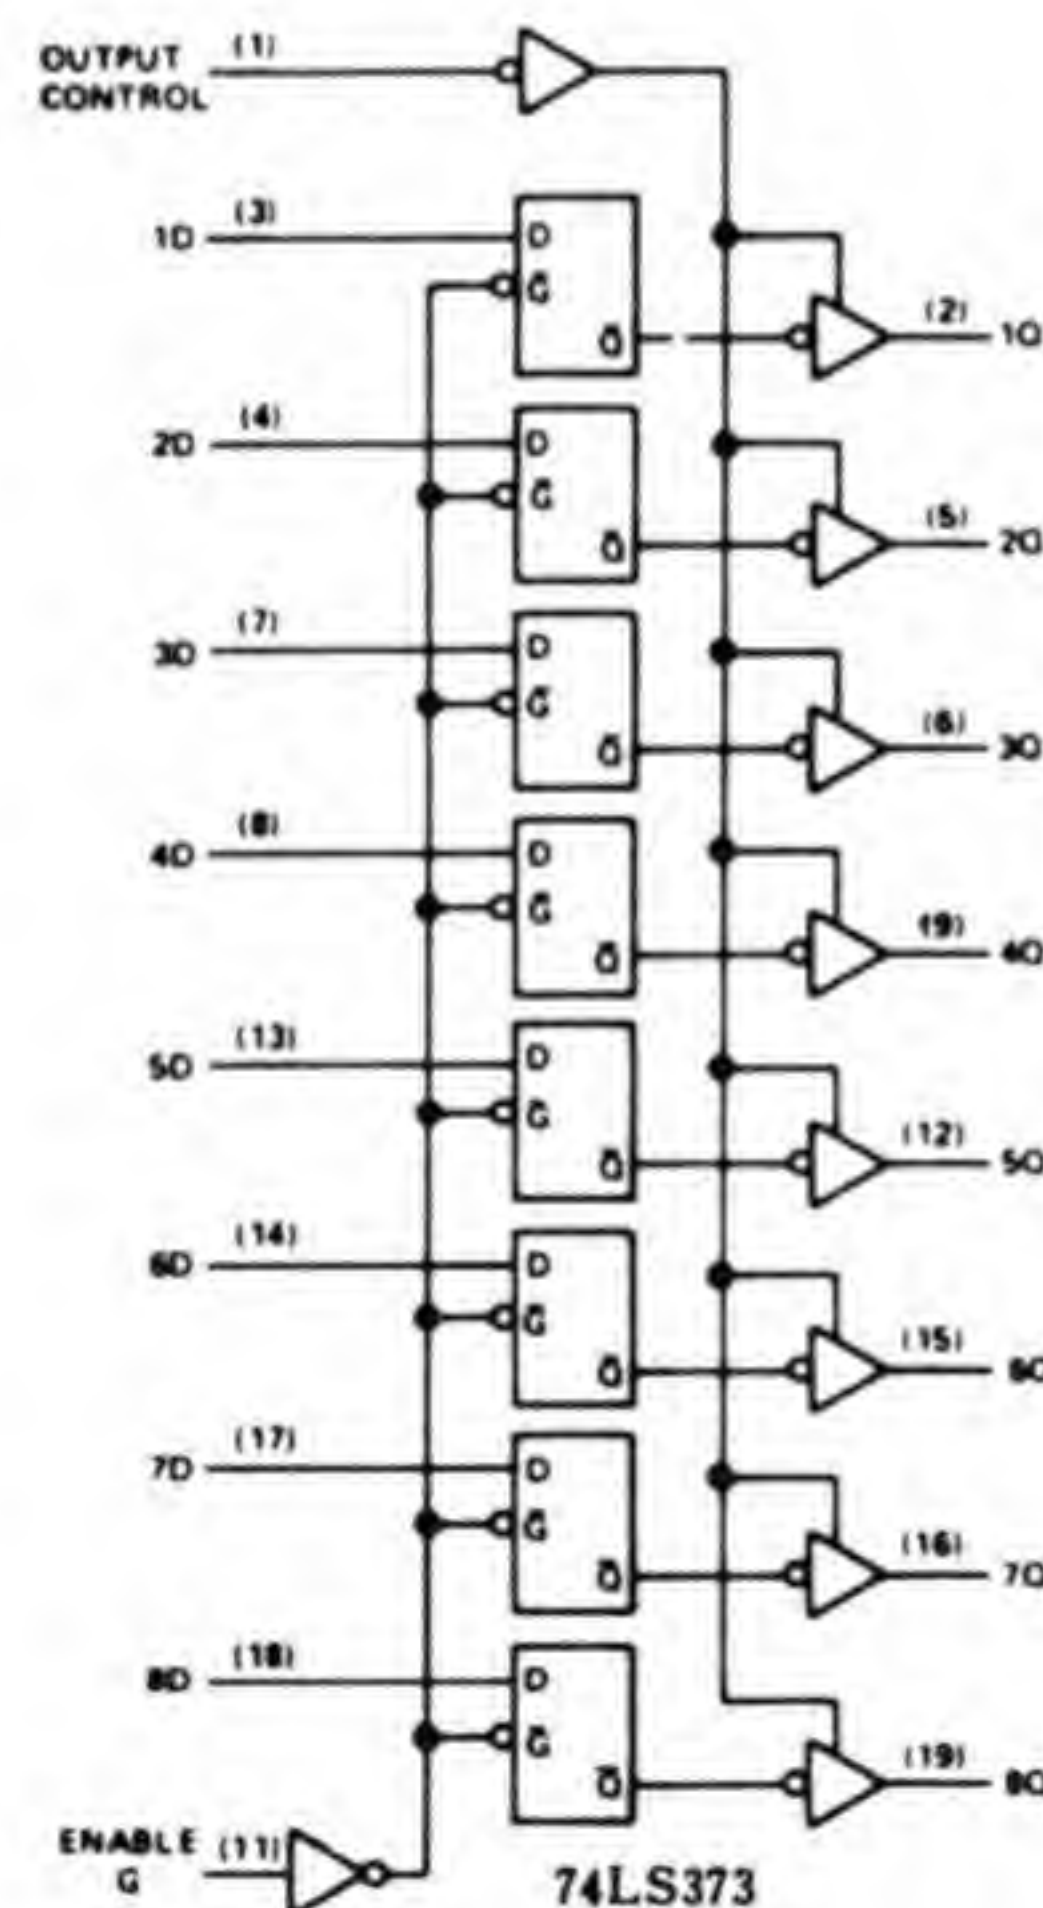 OUTPUT CONTROL (1)
1D (3) D
G̅
Q̅ (2) 1Q
2D (4) D
G̅
Q̅ (5) 2Q
3D (7) D
G̅
Q̅ (6) 3Q
4D (8) D
G̅
Q̅ (9) 4Q
5D (13) D
G̅
Q̅ (12) 5Q
6D (14) D
G̅
Q̅ (15) 6Q
7D (17) D
G̅
Q̅ (16) 7Q
8D (18) D
G̅
Q̅ (19) 8Q
ENABLE G (11)
74LS373